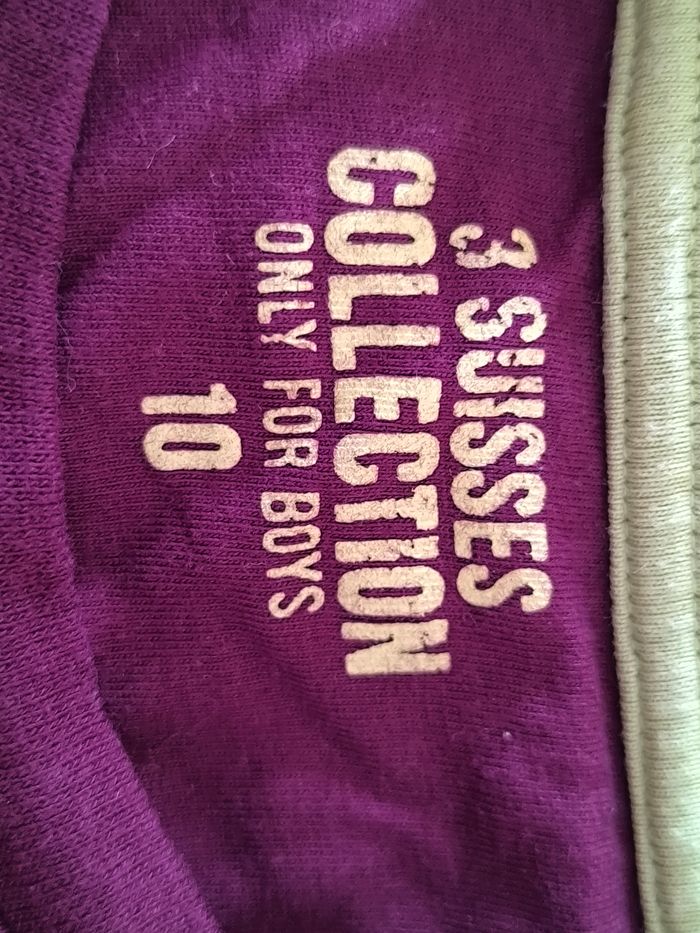 3 SUISSES
COLLECTION
ONLY FOR BOYS
10